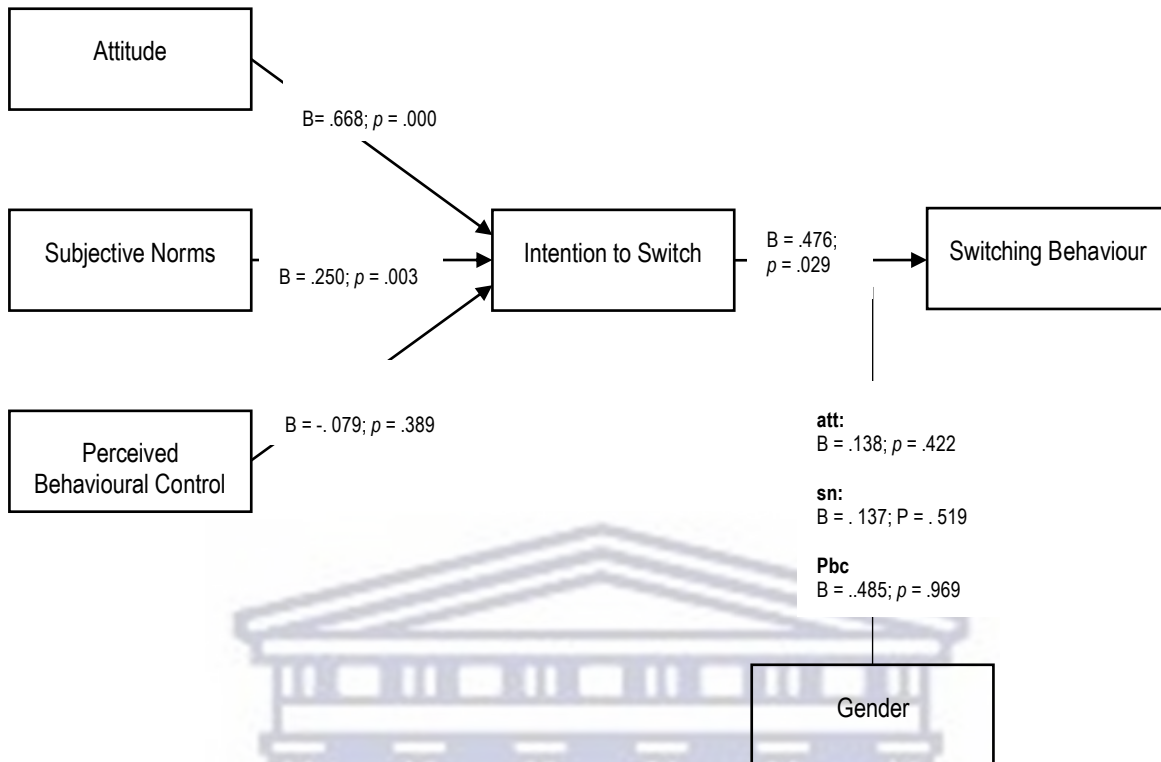 Attitude
B= .668; p = .000
Subjective Norms
B = .250; p = .003
Intention to Switch
B = .476;
p = .029
Switching Behaviour
Perceived
Behavioural Control
B = -. 079; p = .389
att:
B = .138; p = .422
sn:
B = . 137; P = . 519
Pbc
B = ..485; p = .969
Gender